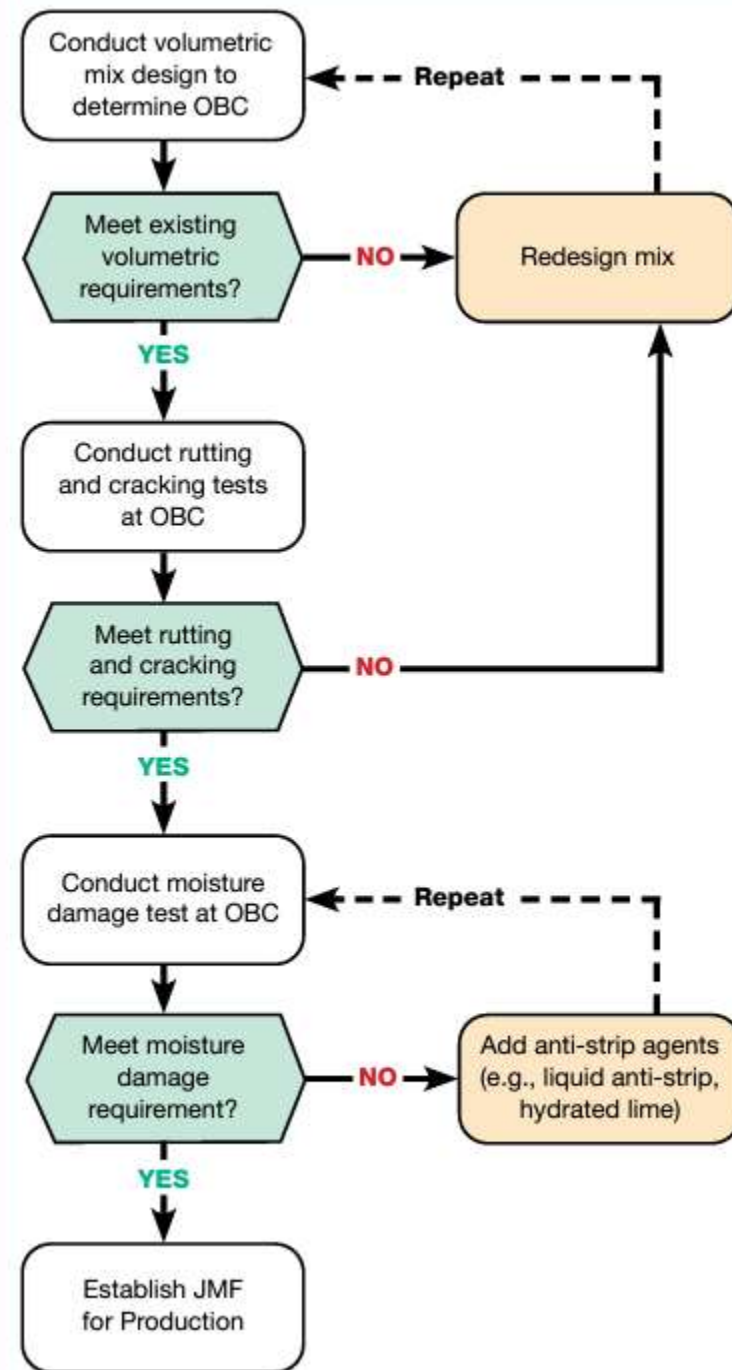 Conduct volumetric
mix design to
determine OBC
Repeat
Meet existing
volumetric
requirements?
NO
Redesign mix
YES
Conduct rutting
and cracking tests
at OBC
Meet rutting
and cracking
requirements?
NO
YES
Conduct moisture
damage test at OBC
Repeat
Meet moisture
damage
requirement?
NO
Add anti-strip agents
(e.g., liquid anti-strip,
hydrated lime)
YES
Establish JMF
for Production